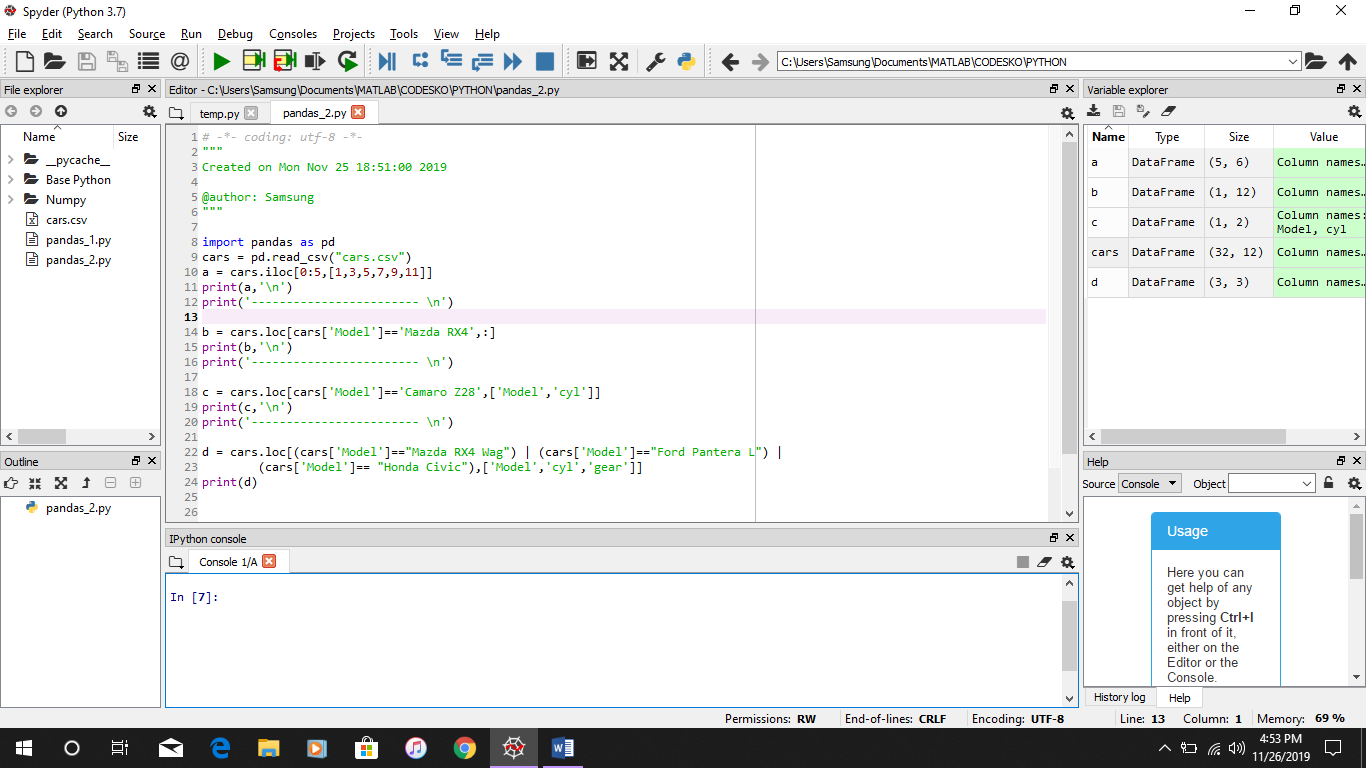 Spyder (Python 3.7)
File Edit Search Source Run Debug Consoles Projects Tools View Help
C:\Users\Samsung\Documents\MATLAB\CODESKO\PYTHON
File explorer
Name Size
__pycache__
Base Python
Numpy
cars.csv
pandas_1.py
pandas_2.py
Outline
pandas_2.py
Editor - C:\Users\Samsung\Documents\MATLAB\CODESKO\PYTHON\pandas_2.py
temp.py pandas_2.py
1 # -*- coding: utf-8 -*-
2 """
3 Created on Mon Nov 25 18:51:00 2019
4
5 @author: Samsung
6 """
7
8 import pandas as pd
9 cars = pd.read_csv("cars.csv")
10 a = cars.iloc[0:5,[1,3,5,7,9,11]]
11 print(a,'\n')
12 print('------------------------ \n')
13
14 b = cars.loc[cars['Model']=='Mazda RX4',:]
15 print(b,'\n')
16 print('------------------------ \n')
17
18 c = cars.loc[cars['Model']=='Camaro Z28',['Model','cyl']]
19 print(c,'\n')
20 print('------------------------ \n')
21
22 d = cars.loc[(cars['Model']=="Mazda RX4 Wag") | (cars['Model']=="Ford Pantera L") |
23         (cars['Model']== "Honda Civic"),['Model','cyl','gear']]
24 print(d)
25
26
IPython console
Console 1/A
In [7]:
Variable explorer
Name Type Size Value
a DataFrame (5, 6) Column names…
b DataFrame (1, 12) Column names…
c DataFrame (1, 2) Column names:
Model, cyl
cars DataFrame (32, 12) Column names…
d DataFrame (3, 3) Column names…
Help
Source Console Object
Usage
Here you can
get help of any
object by
pressing Ctrl+I
in front of it,
either on the
Editor or the
Console.
History log Help
Permissions: RW End-of-lines: CRLF Encoding: UTF-8 Line: 13 Column: 1 Memory: 69 %
4:53 PM
11/26/2019